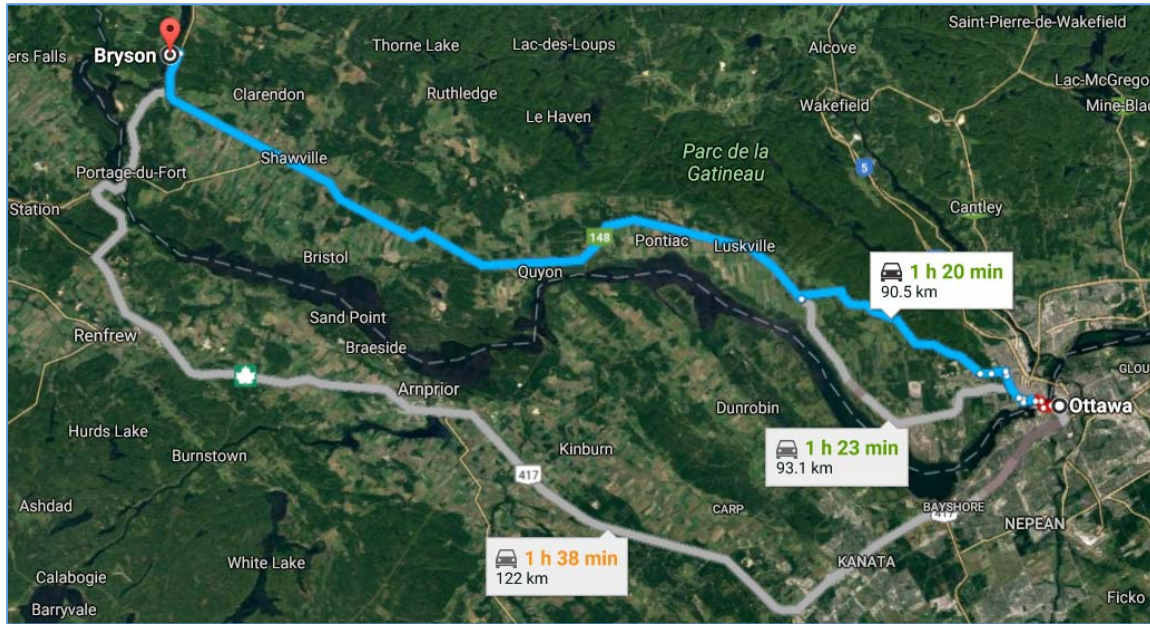 Saint-Pierre-de-Wakefield
Thorne Lake
Lac-des-Loups
Alcove
Bryson
ers Falls
Lac-McGrego
Clarendon
Ruthledge
Wakefield
Mine-Blac
Le Haven
Parc de la
Gatineau
Shawville
5
Portage-du-Fort
Cantley
Station
148
Pontiac
Luskville
Bristol
Quyon
1 h 20 min
90.5 km
Sand Point
Renfrew
Braeside
GLOU
Arnprior
Dunrobin
Ottawa
Hurds Lake
1 h 23 min
93.1 km
Burnstown
Kinburn
417
Ashdad
CARP
BAYSHORE
417
NEPEAN
1 h 38 min
122 km
White Lake
KANATA
Calabogie
Barryvale
Ficko